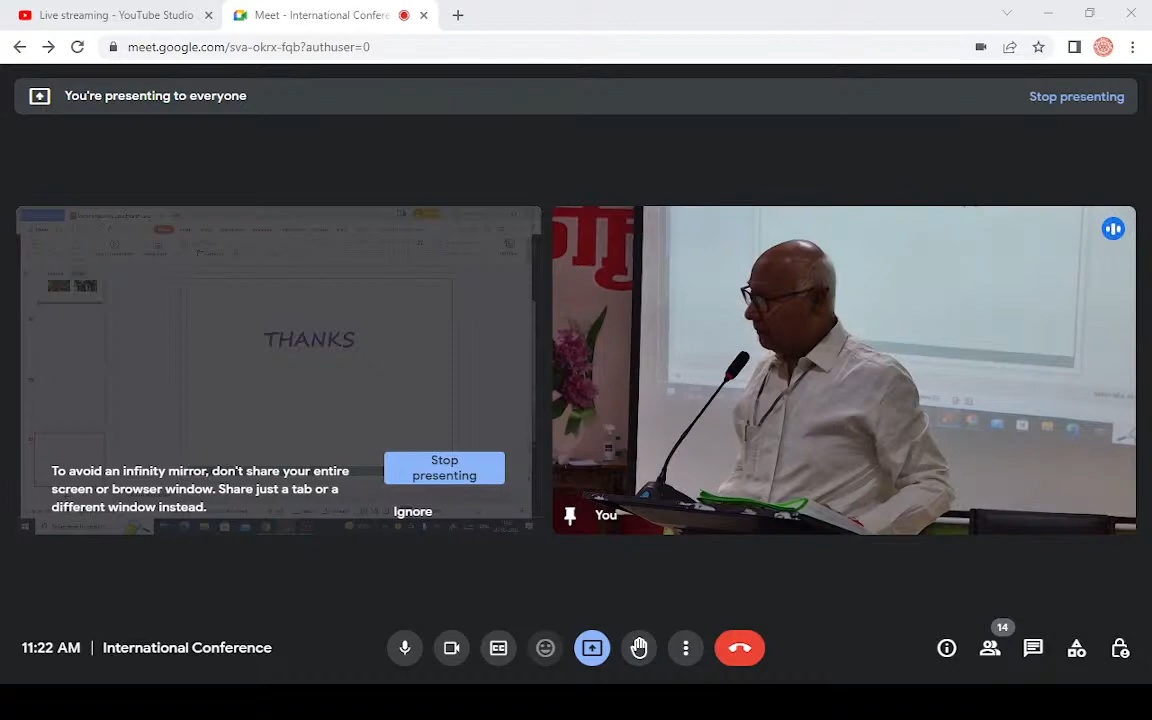 Live streaming - YouTube Studio
Meet - International Confere
meet.google.com/sva-okrx-fqb?authuser=0
You're presenting to everyone
Stop presenting
THANKS
To avoid an infinity mirror, don't share your entire
screen or browser window. Share just a tab or a
different window instead.
Stop
presenting
Ignore
You
14
11:22 AM | International Conference